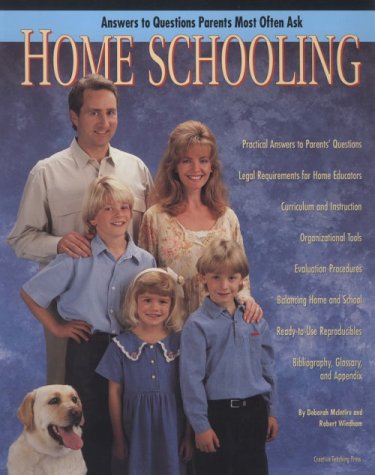 Answers to Questions Parents Most Often Ask
HOME SCHOOLING
Practical Answers to Parents' Questions
Legal Requirements for Home Educators
Curriculum and Instruction
Organizational Tools
Evaluation Procedures
Balancing Home and School
Ready-to-Use Reproducibles
Bibliography, Glossary,
and Appendix
By Deborah McIntire and
Robert Windham
Creative Teaching Press